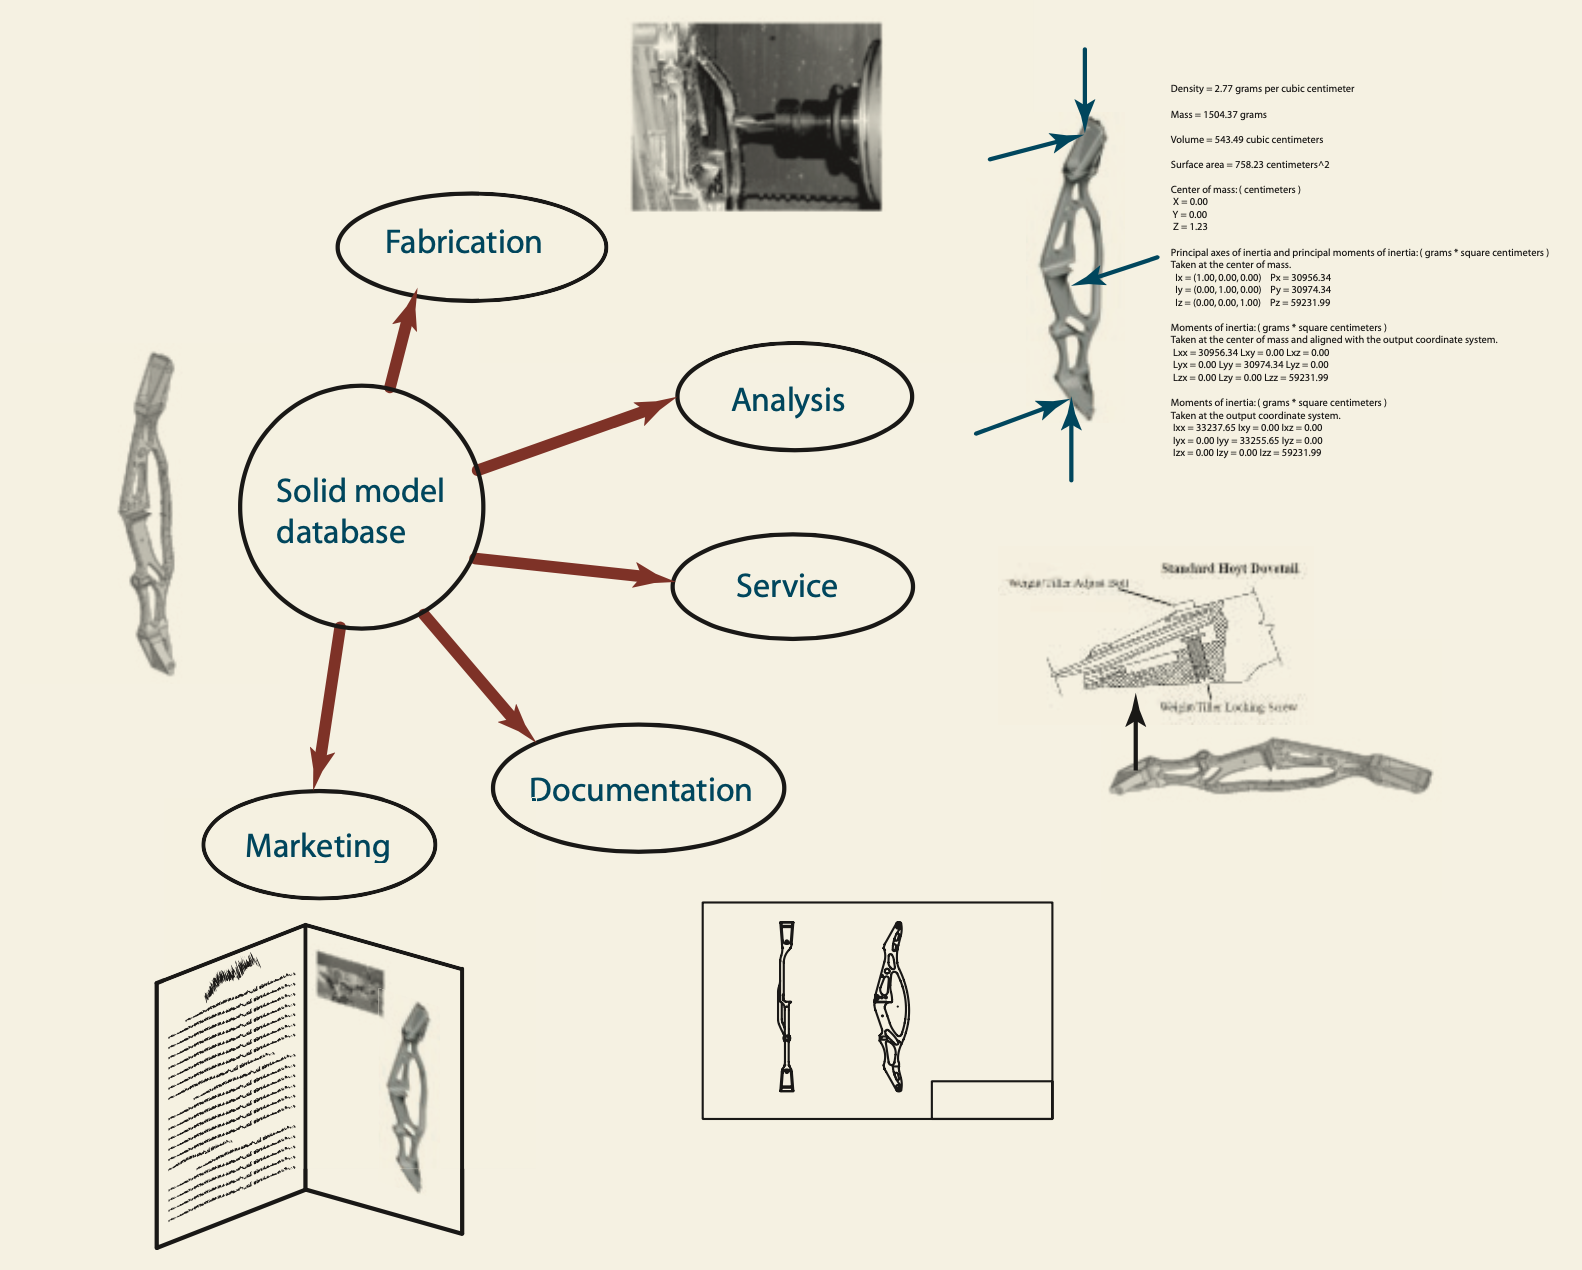 Fabrication
Analysis
Solid model
database
Service
Documentation
Marketing
Density = 2.77 grams per cubic centimeter
Mass = 1504.37 grams
Volume = 543.49 cubic centimeters
Surface area = 758.23 centimeters^2
Center of mass: ( centimeters )
X = 0.00
Y = 0.00
Z = 1.23
Principal axes of inertia and principal moments of inertia: ( grams * square centimeters )
Taken at the center of mass.
Ix = (1.00, 0.00, 0.00) Px = 30956.34
Iy = (0.00, 1.00, 0.00) Py = 30974.34
Iz = (0.00, 0.00, 1.00) Pz = 59231.99
Moments of inertia: ( grams * square centimeters )
Taken at the center of mass and aligned with the output coordinate system.
Lxx = 30956.34 Lxy = 0.00 Lxz = 0.00
Lyx = 0.00 Lyy = 30974.34 Lyz = 0.00
Lzx = 0.00 Lzy = 0.00 Lzz = 59231.99
Moments of inertia: ( grams * square centimeters )
Taken at the output coordinate system.
Ixx = 33237.65 Ixy = 0.00 Ixz = 0.00
Iyx = 0.00 Iyy = 33255.65 Iyz = 0.00
Izx = 0.00 Izy = 0.00 Izz = 59231.99
Standard Hoyt Dovetail
Weight/Tiller Adjust Bolt
Weight/Tiller Locking Screw